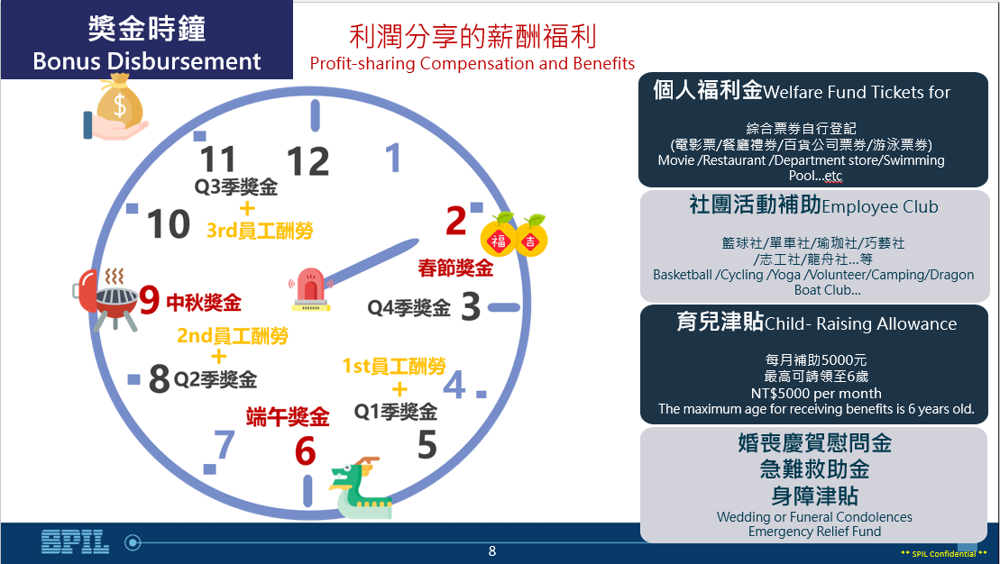 獎金時鐘
Bonus Disbursement
利潤分享的薪酬福利
Profit-sharing Compensation and Benefits
$
12
1
11
Q3季獎金
+
3rd員工酬勞
10
2
福
吉
春節獎金
9
中秋獎金
Q4季獎金
3
2nd員工酬勞
+
8
Q2季獎金
1st員工酬勞
+
4
Q1季獎金
5
端午獎金
6
7
個人福利金Welfare Fund Tickets for
綜合票券自行登記
(電影票/餐廳禮券/百貨公司票券/游泳票券)
Movie /Restaurant /Department store/Swimming
Pool...etc
社團活動補助Employee Club
籃球社/單車社/瑜珈社/巧藝社
/志工社/龍舟社...等
Basketball /Cycling /Yoga /Volunteer/Camping/Dragon
Boat Club...
育兒津貼Child- Raising Allowance
每月補助5000元
最高可請領至6歲
NT$5000 per month
The maximum age for receiving benefits is 6 years old.
婚喪慶賀慰問金
急難救助金
身障津貼
Wedding or Funeral Condolences
Emergency Relief Fund
SPIL
8
** SPIL Confidential **